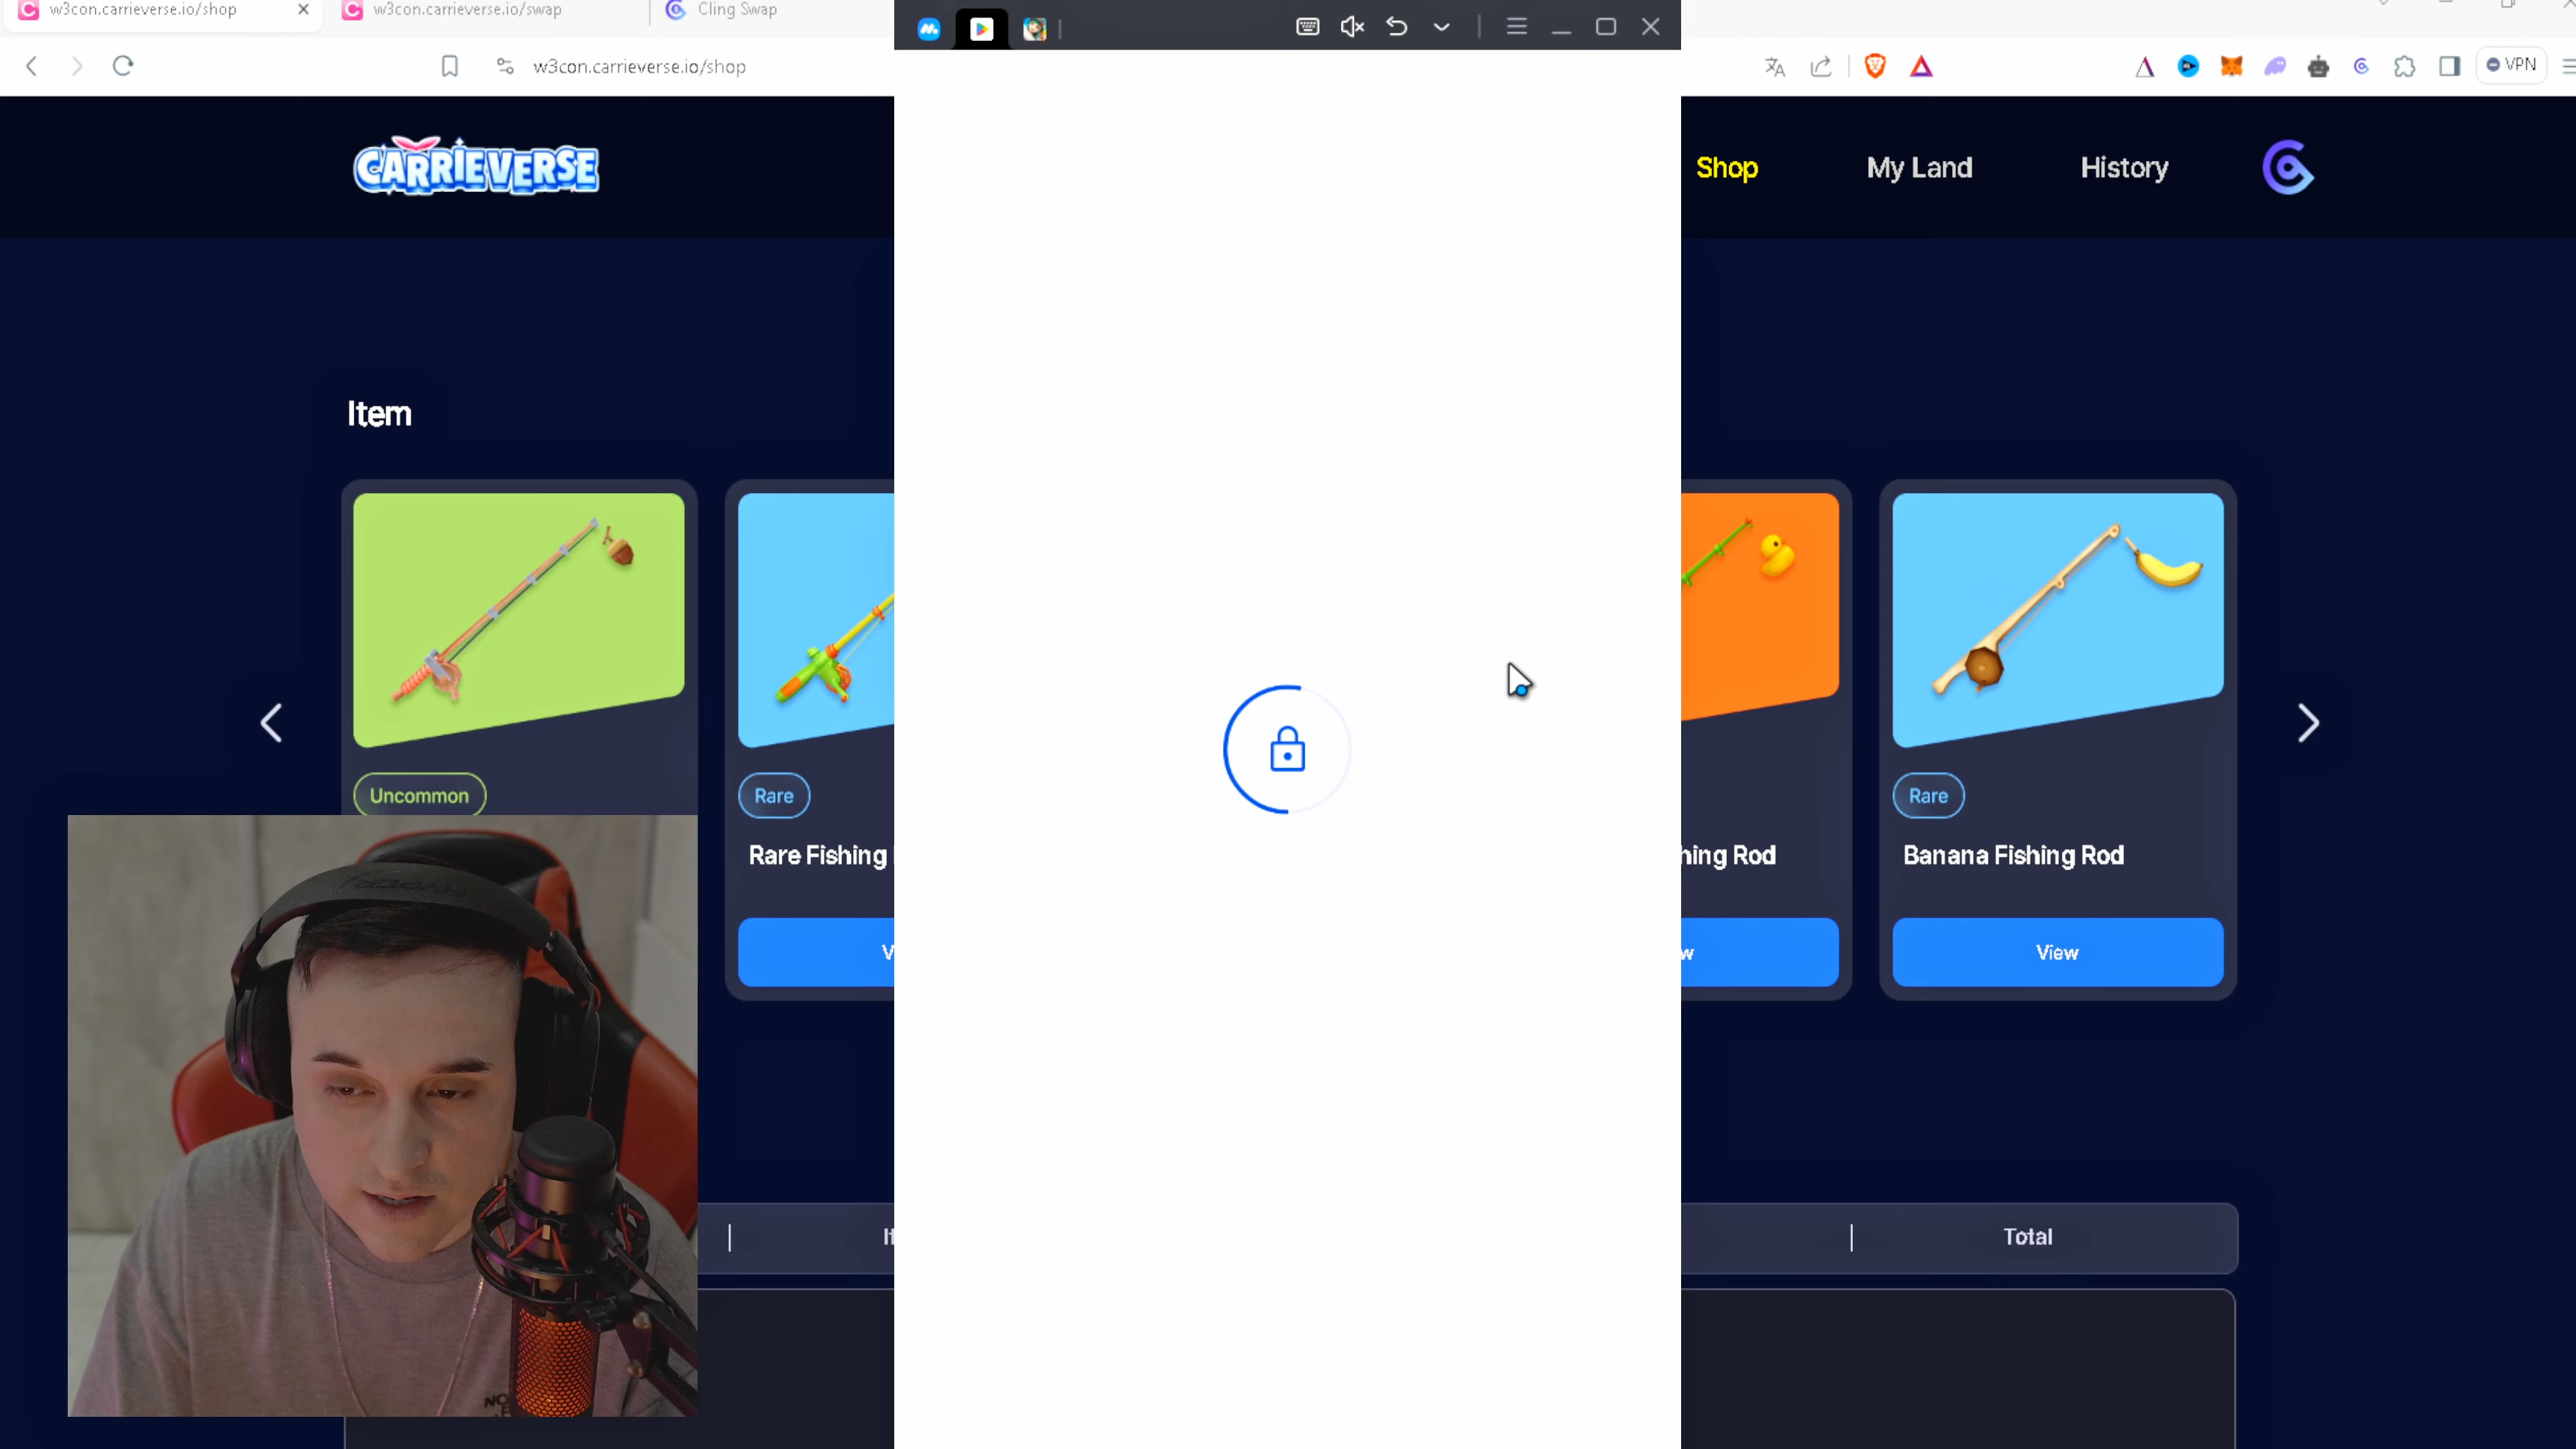 w3con.carrieverse.io/shop
w3con.carrieverse.io/swap
Cling Swap
w3con.carrieverse.io/shop
VPN
CARRIEVERSE
Shop
My Land
History
Item
Uncommon
Rare
Rare
Rare Fishing
hing Rod
Banana Fishing Rod
View
Total
HYPERX